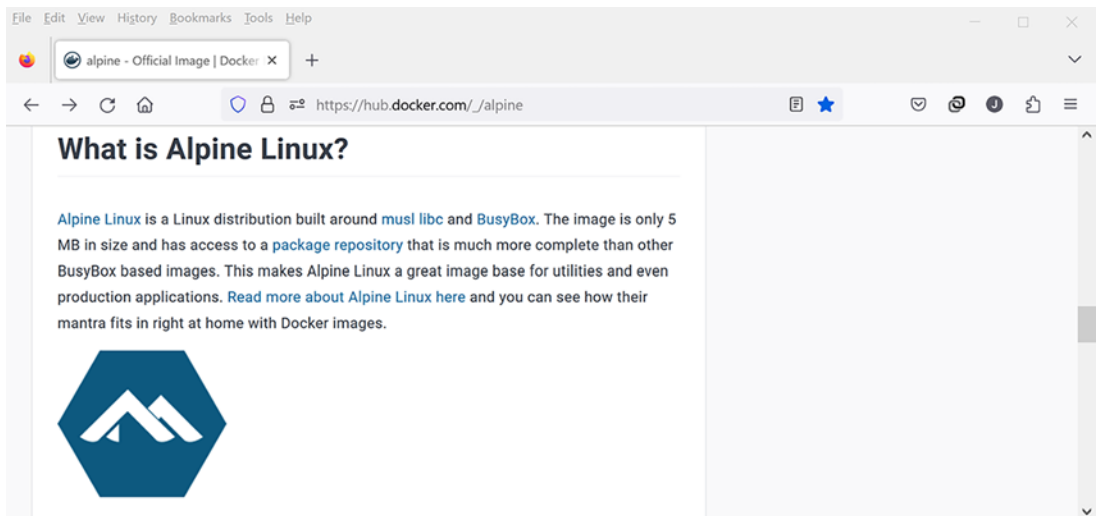 File Edit View History Bookmarks Tools Help
alpine - Official Image | Docker
https://hub.docker.com/_/alpine
J
What is Alpine Linux?
Alpine Linux is a Linux distribution built around musl libc and BusyBox. The image is only 5
MB in size and has access to a package repository that is much more complete than other
BusyBox based images. This makes Alpine Linux a great image base for utilities and even
production applications. Read more about Alpine Linux here and you can see how their
mantra fits in right at home with Docker images.